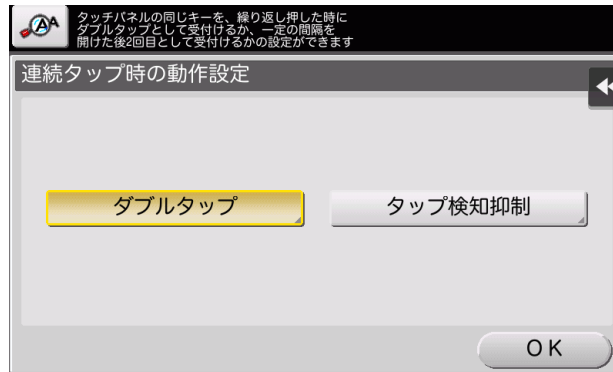 AA
タッチパネルの同じキーを、繰り返し押した時に
ダブルタップとして受付けるか、一定の間隔を
開けた後2回目として受付けるかの設定ができます
連続タップ時の動作設定
ダブルタップ
タップ検知抑制
OK